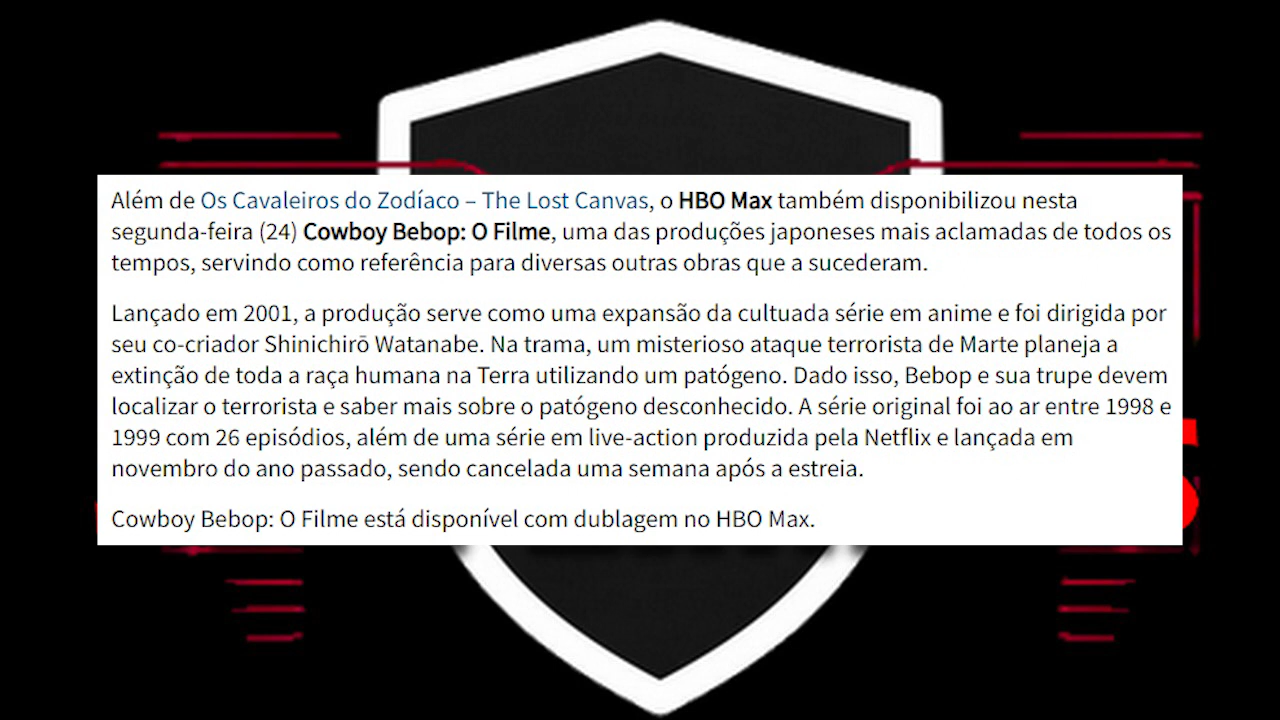 Além de Os Cavaleiros do Zodíaco – The Lost Canvas, o HBO Max também disponibilizou nesta
segunda-feira (24) Cowboy Bebop: O Filme, uma das produções japoneses mais aclamadas de todos os
tempos, servindo como referência para diversas outras obras que a sucederam.
Lançado em 2001, a produção serve como uma expansão da cultuada série em anime e foi dirigida por
seu co-criador Shinichirō Watanabe. Na trama, um misterioso ataque terrorista de Marte planeja a
extinção de toda a raça humana na Terra utilizando um patógeno. Dado isso, Bebop e sua trupe devem
localizar o terrorista e saber mais sobre o patógeno desconhecido. A série original foi ao ar entre 1998 e
1999 com 26 episódios, além de uma série em live-action produzida pela Netflix e lançada em
novembro do ano passado, sendo cancelada uma semana após a estreia.
Cowboy Bebop: O Filme está disponível com dublagem no HBO Max.